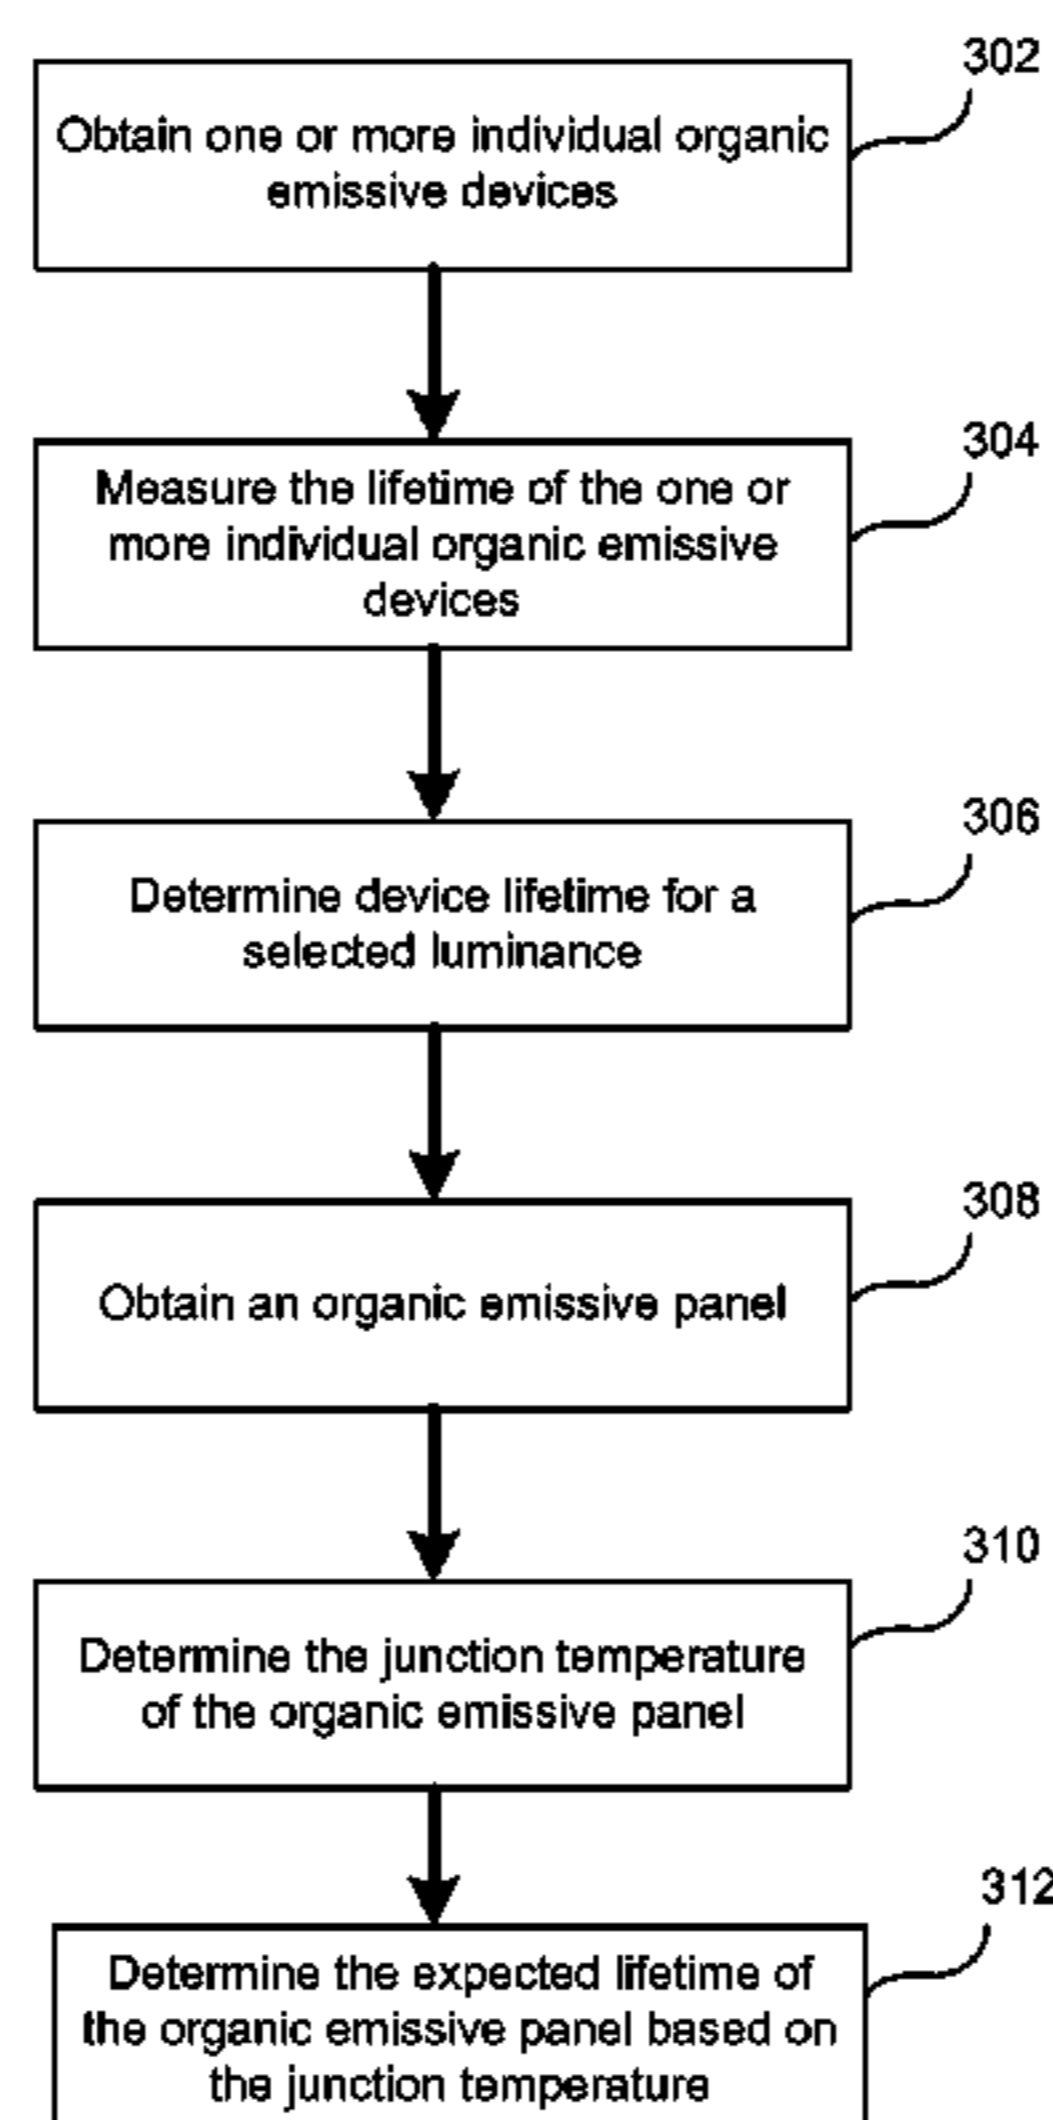 302
Obtain one or more individual organic
emissive devices
304
Measure the lifetime of the one or
more individual organic emissive
devices
306
Determine device lifetime for a
selected luminance
308
Obtain an organic emissive panel
310
Determine the junction temperature
of the organic emissive panel
312
Determine the expected lifetime of
the organic emissive panel based on
the junction temperature